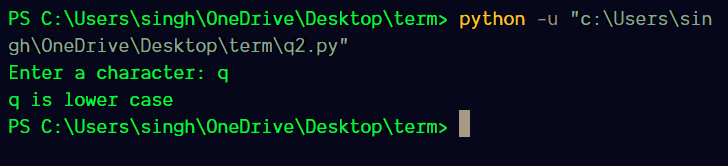 PS C:\Users\singh\OneDrive\Desktop\term> python -u "c:\Users\sin
gh\OneDrive\Desktop\term\q2.py"
Enter a character: q
q is lower case
PS C:\Users\singh\OneDrive\Desktop\term>